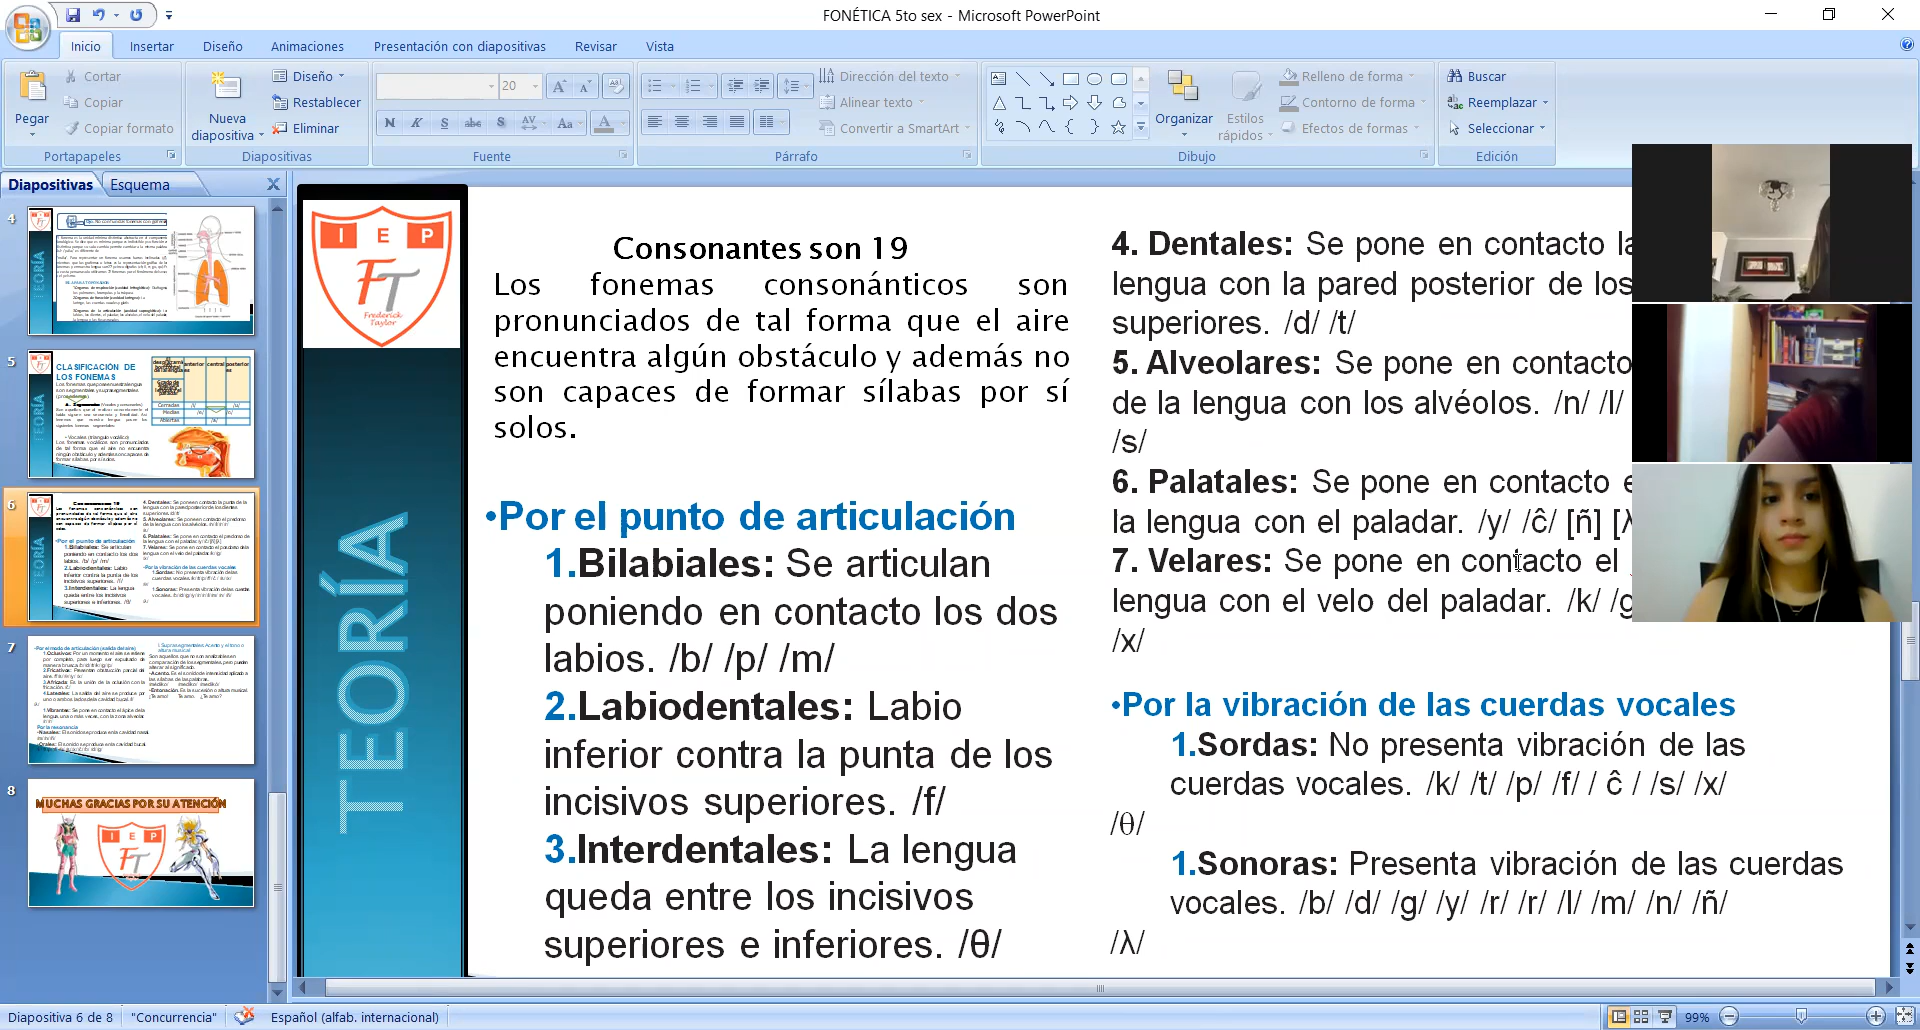 FONÉTICA 5to sex - Microsoft PowerPoint
Inicio Insertar Diseño Animaciones Presentación con diapositivas Revisar Vista
Pegar
Cortar
Copiar
Copiar formato
Portapapeles
Nueva diapositiva
Diseño
Restablecer
Eliminar
Diapositivas
20
Fuente
Dirección del texto
Alinear texto
Convertir a SmartArt
Párrafo
Organizar
Estilos rápidos
Relleno de forma
Contorno de forma
Efectos de formas
Dibujo
Buscar
Reemplazar
Seleccionar
Edición
Diapositivas Esquema
4
5
CLASIFICACIÓN DE
LOS FONEMAS
6
7
8
MUCHAS GRACIAS POR SU ATENCIÓN
I E P
FT
Frederick
Taylor
TEORÍA
Consonantes son 19
Los fonemas consonánticos son
pronunciados de tal forma que el aire
encuentra algún obstáculo y además no
son capaces de formar sílabas por sí
solos.
•Por el punto de articulación
1.Bilabiales: Se articulan
poniendo en contacto los dos
labios. /b/ /p/ /m/
2.Labiodentales: Labio
inferior contra la punta de los
incisivos superiores. /f/
3.Interdentales: La lengua
queda entre los incisivos
superiores e inferiores. /θ/
4. Dentales: Se pone en contacto la
lengua con la pared posterior de los
superiores. /d/ /t/
5. Alveolares: Se pone en contacto
de la lengua con los alvéolos. /n/ /l/
/s/
6. Palatales: Se pone en contacto e
la lengua con el paladar. /y/ /ĉ/ [ñ] [λ
7. Velares: Se pone en contacto el
lengua con el velo del paladar. /k/ /g
/x/
•Por la vibración de las cuerdas vocales
1.Sordas: No presenta vibración de las
cuerdas vocales. /k/ /t/ /p/ /f/ / ĉ / /s/ /x/
/θ/
1.Sonoras: Presenta vibración de las cuerdas
vocales. /b/ /d/ /g/ /y/ /r/ /r/ /l/ /m/ /n/ /ñ/
/λ/
Diapositiva 6 de 8 "Concurrencia" Español (alfab. internacional) 99%